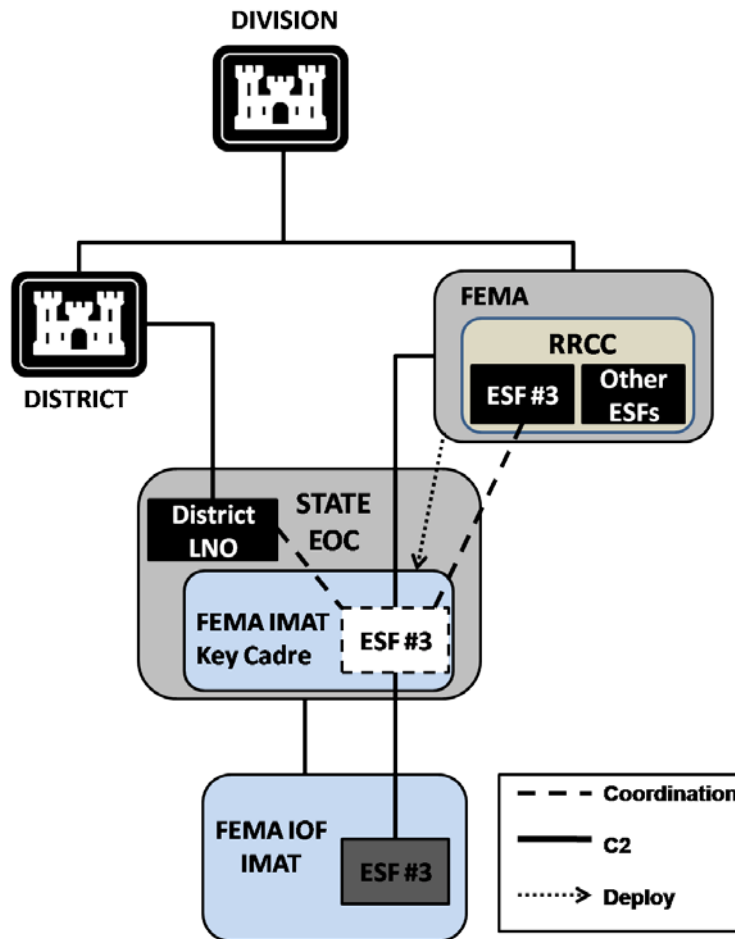 DIVISION
DISTRICT
FEMA
RRCC
ESF #3
Other
ESFs
District
LNO
STATE
EOC
FEMA IMAT
Key Cadre
ESF #3
FEMA IOF
IMAT
ESF #3
Coordination
C2
Deploy